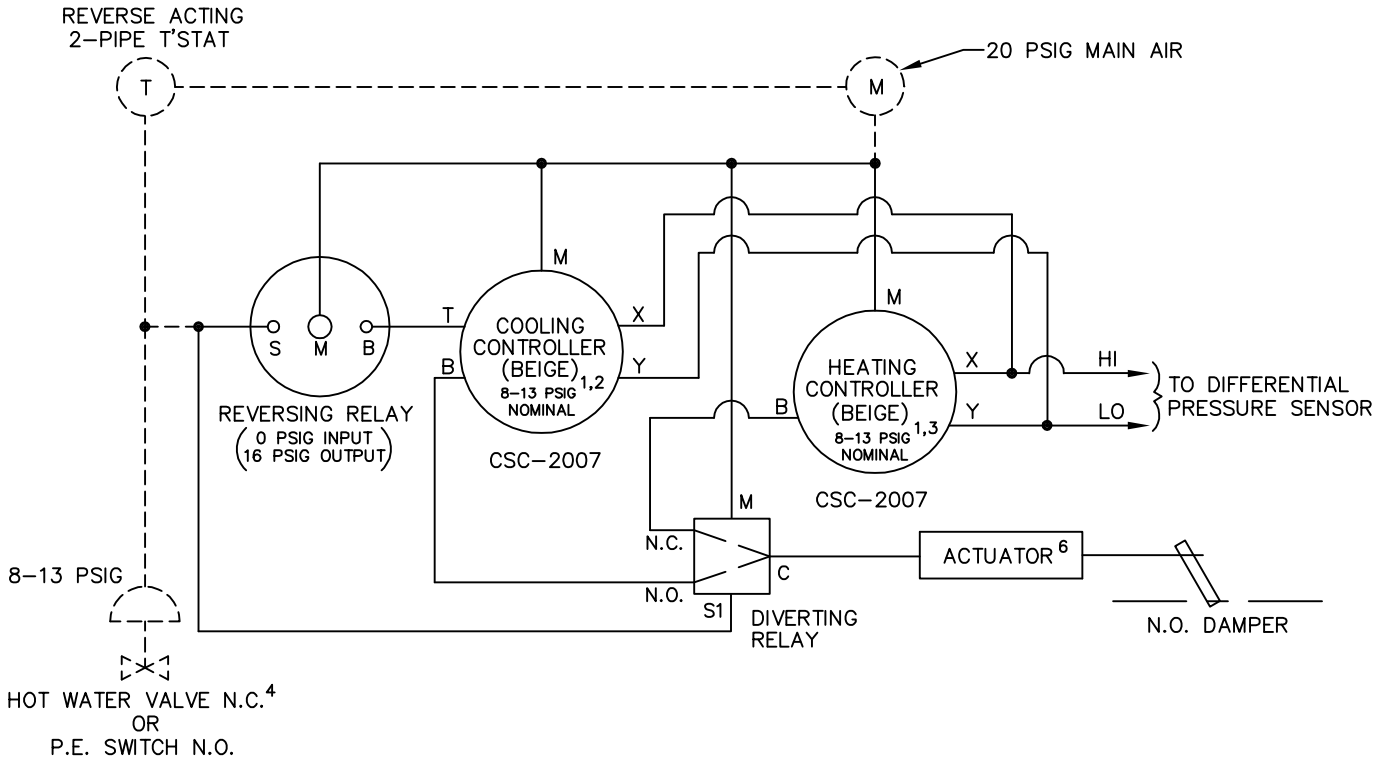 REVERSE ACTING
2-PIPE T'STAT
T
M
20 PSIG MAIN AIR
M
T
B
X
Y
COOLING
CONTROLLER
(BEIGE) 1,2
8-13 PSIG
NOMINAL
CSC-2007
S
M
B
REVERSING RELAY
(0 PSIG INPUT
16 PSIG OUTPUT)
M
B
X
Y
HEATING
CONTROLLER
(BEIGE) 1,3
8-13 PSIG
NOMINAL
CSC-2007
HI
LO
TO DIFFERENTIAL
PRESSURE SENSOR
M
N.C.
N.O.
C
S1
DIVERTING
RELAY
ACTUATOR 6
N.O. DAMPER
8-13 PSIG
HOT WATER VALVE N.C. 4
OR
P.E. SWITCH N.O.